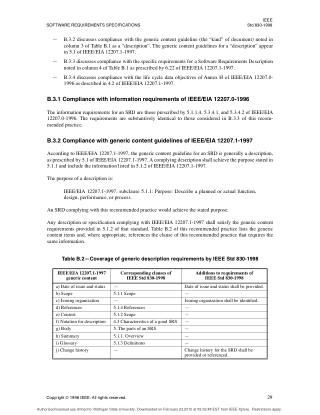 IEEE
SOFTWARE REQUIREMENTS SPECIFICATIONS Std 830-1998
— B.3.2 discusses compliance with the generic content guideline (the "kind" of document) noted in
column 3 of Table B.1 as a "description". The generic content guidelines for a "description" appear
in 5.1 of IEEE/EIA 12207.1-1997.
— B.3.3 discusses compliance with the specific requirements for a Software Requirements Description
noted in column 4 of Table B.1 as prescribed by 6.22 of IEEE/EIA 12207.1-1997.
— B.3.4 discusses compliance with the life cycle data objectives of Annex H of IEEE/EIA 12207.0-
1996 as described in 4.2 of IEEE/EIA 12207.1-1997.
B.3.1 Compliance with information requirements of IEEE/EIA 12207.0-1996
The information requirements for an SRD are those prescribed by 5.1.1.4, 5.3.4.1, and 5.3.4.2 of IEEE/EIA
12207.0-1996. The requirements are substantively identical to those considered in B.3.3 of this recom-
mended practice.
B.3.2 Compliance with generic content guidelines of IEEE/EIA 12207.1-1997
According to IEEE/EIA 12207.1-1997, the generic content guideline for an SRD is generally a description,
as prescribed by 5.1 of IEEE/EIA 12207.1-1997. A complying description shall achieve the purpose stated in
5.1.1 and include the information listed in 5.1.2 of IEEE/EIA 12207.1-1997.
The purpose of a description is:
IEEE/EIA 12207.1-1997, subclause 5.1.1: Purpose: Describe a planned or actual function,
design, performance, or process.
An SRD complying with this recommended practice would achieve the stated purpose.
Any description or specification complying with IEEE/EIA 12207.1-1997 shall satisfy the generic content
requirements provided in 5.1.2 of that standard. Table B.2 of this recommended practice lists the generic
content items and, where appropriate, references the clause of this recommended practice that requires the
same information.
Table B.2—Coverage of generic description requirements by IEEE Std 830-1998
IEEE/EIA 12207.1-1997 Corresponding clauses of Additions to requirements of
generic content IEEE Std 830-1998 IEEE Std 830-1998
a) Date of issue and status — Date of issue and status shall be provided.
b) Scope 5.1.1 Scope —
c) Issuing organization — Issuing organization shall be identified.
d) References 5.1.4 References —
e) Context 5.1.2 Scope —
f) Notation for description 4.3 Characteristics of a good SRS —
g) Body 5. The parts of an SRS —
h) Summary 5.1.1. Overview —
i) Glossary 5.1.3 Definitions —
j) Change history — Change history for the SRD shall be
provided or referenced.
Copyright © 1998 IEEE. All rights reserved. 29